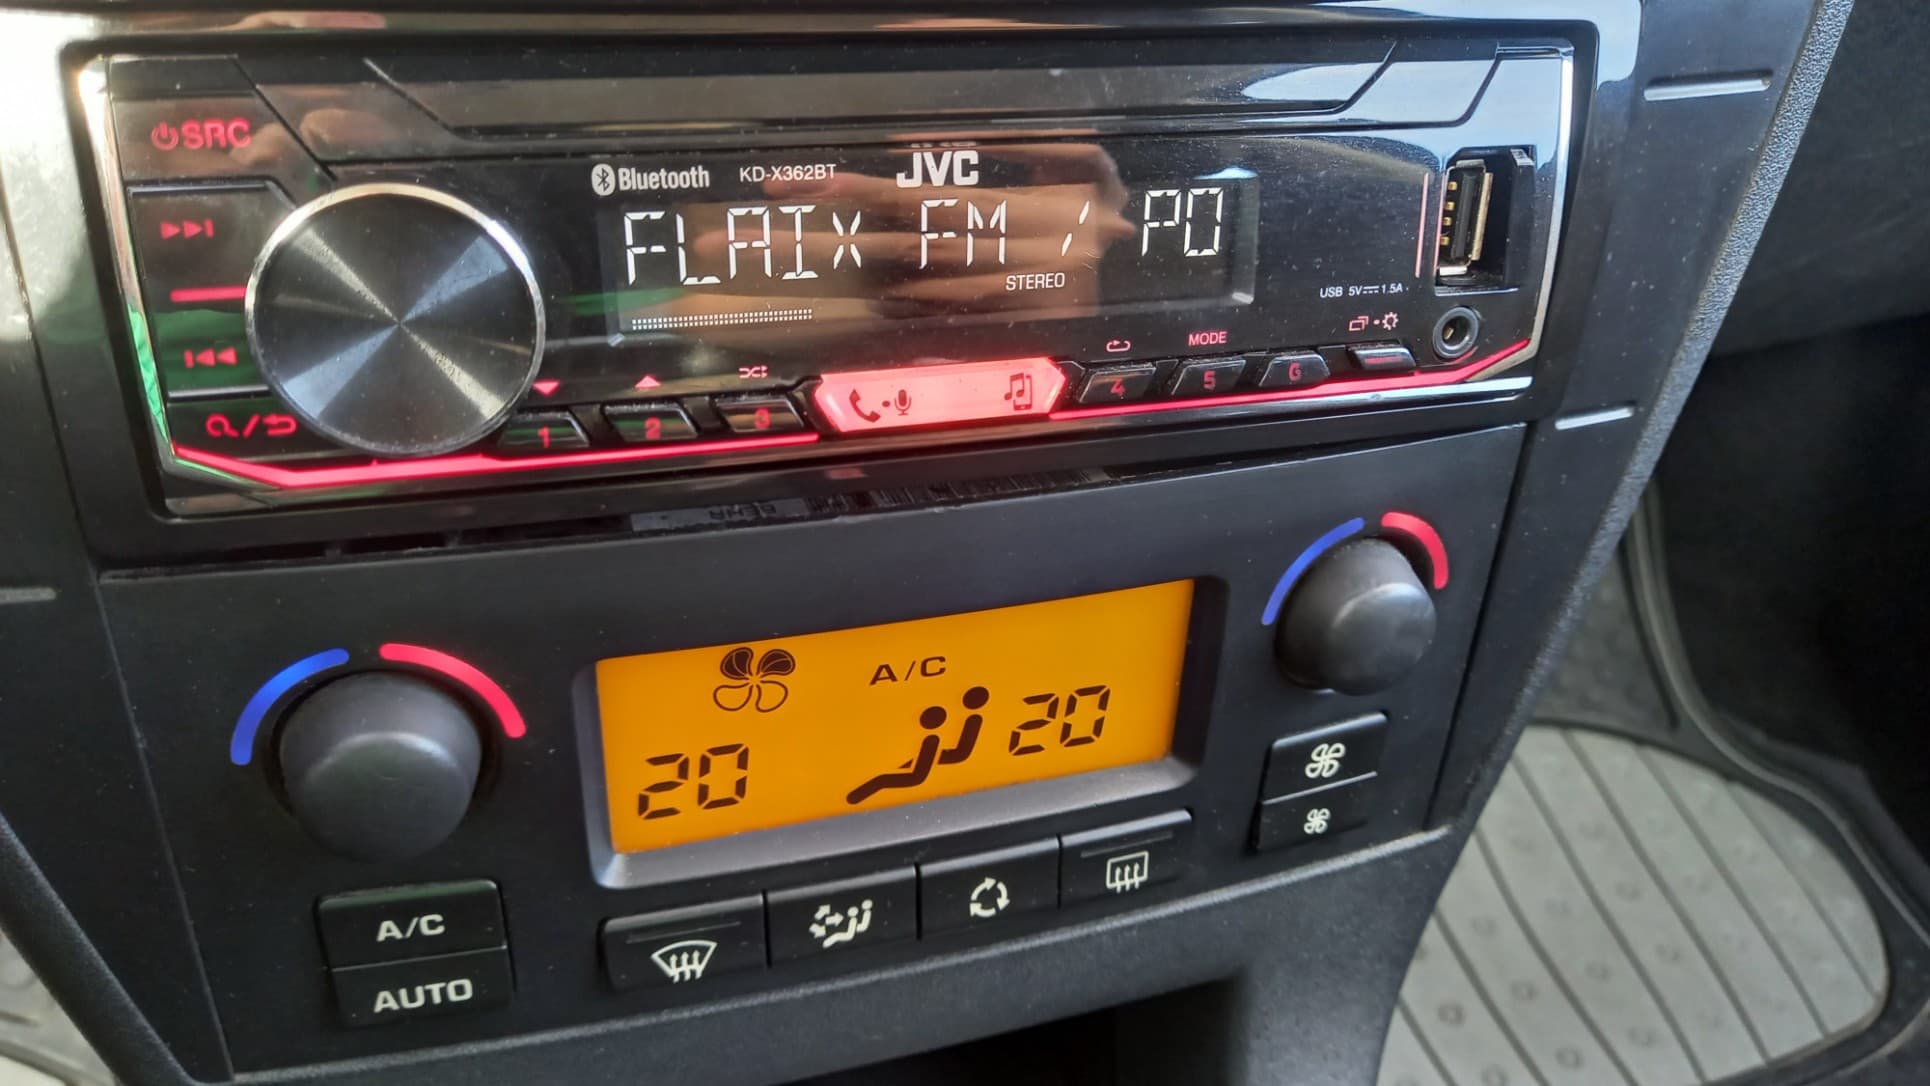 SRC
Bluetooth KD-X362BT JVC
FLAIX FM / PO
STEREO
USB 5V 1.5A
MODE
1 2 3 4 5 6
BEHR
A/C
20 20
A/C
AUTO